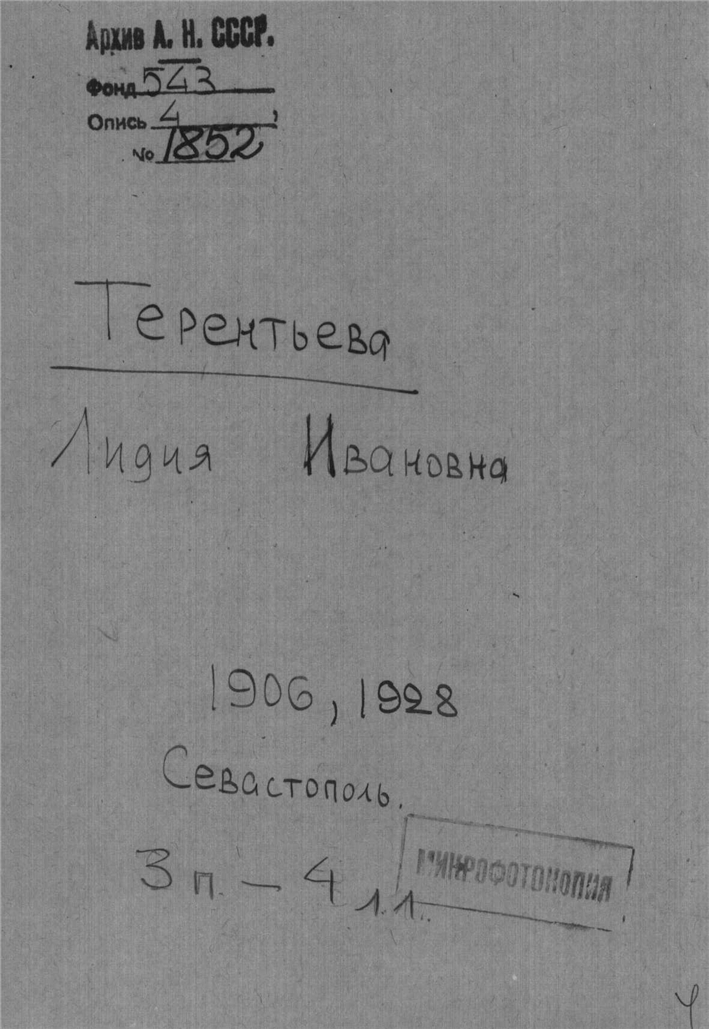 Архив А. Н. СССР.
Фонд 543
Опись 4,
№ 1852
Терентьева
Лидия Ивановна
1906, 1928
Севастополь.
3 п. — 4 л.л.
МИКРОФОТОКОПИЯ